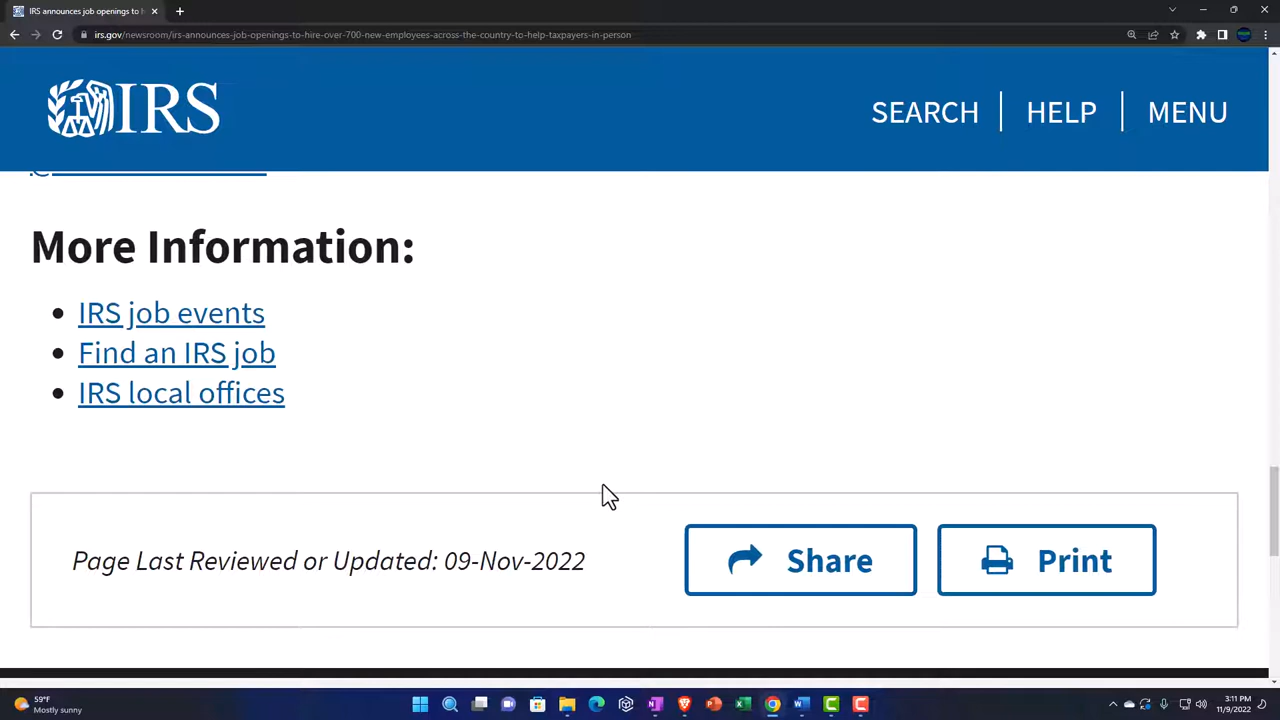 IRS announces job openings to h
irs.gov/newsroom/irs-announces-job-openings-to-hire-over-700-new-employees-across-the-country-to-help-taxpayers-in-person
IRS
SEARCH HELP MENU
More Information:
• IRS job events
• Find an IRS job
• IRS local offices
Page Last Reviewed or Updated: 09-Nov-2022
Share
Print
59°F
Mostly sunny
3:11 PM
11/9/2022